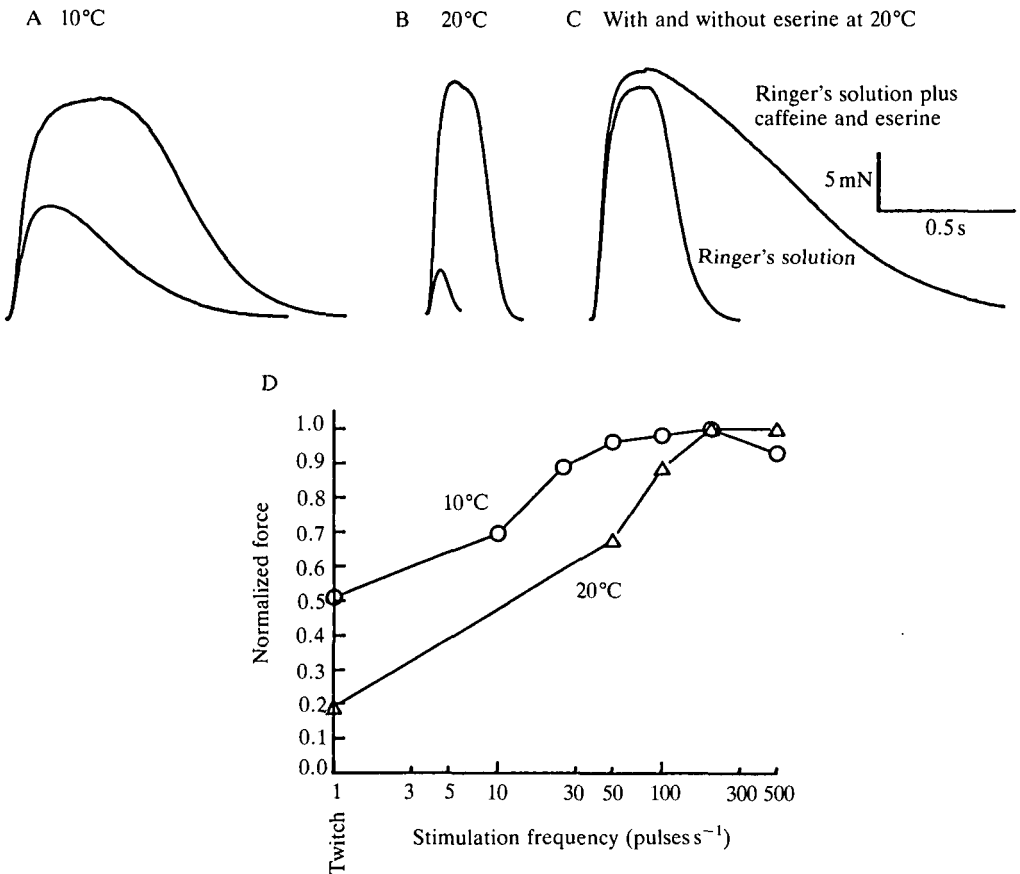 A 10°C
B 20°C
C With and without eserine at 20°C
Ringer's solution plus
caffeine and eserine
5 mN
0.5 s
Ringer's solution
D
1.0
0.9
0.8
0.7
0.6
0.5
0.4
0.3
0.2
0.1
0.0
Normalized force
10°C
20°C
1
3
5
10
30
50
100
300
500
Twitch
Stimulation frequency (pulses s⁻¹)